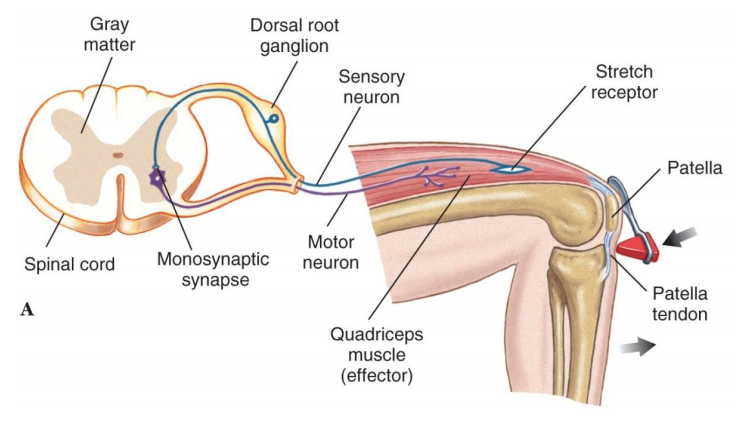 Gray
matter
Dorsal root
ganglion
Sensory
neuron
Stretch
receptor
Patella
Spinal cord
Monosynaptic
synapse
Motor
neuron
Patella
tendon
A
Quadriceps
muscle
(effector)